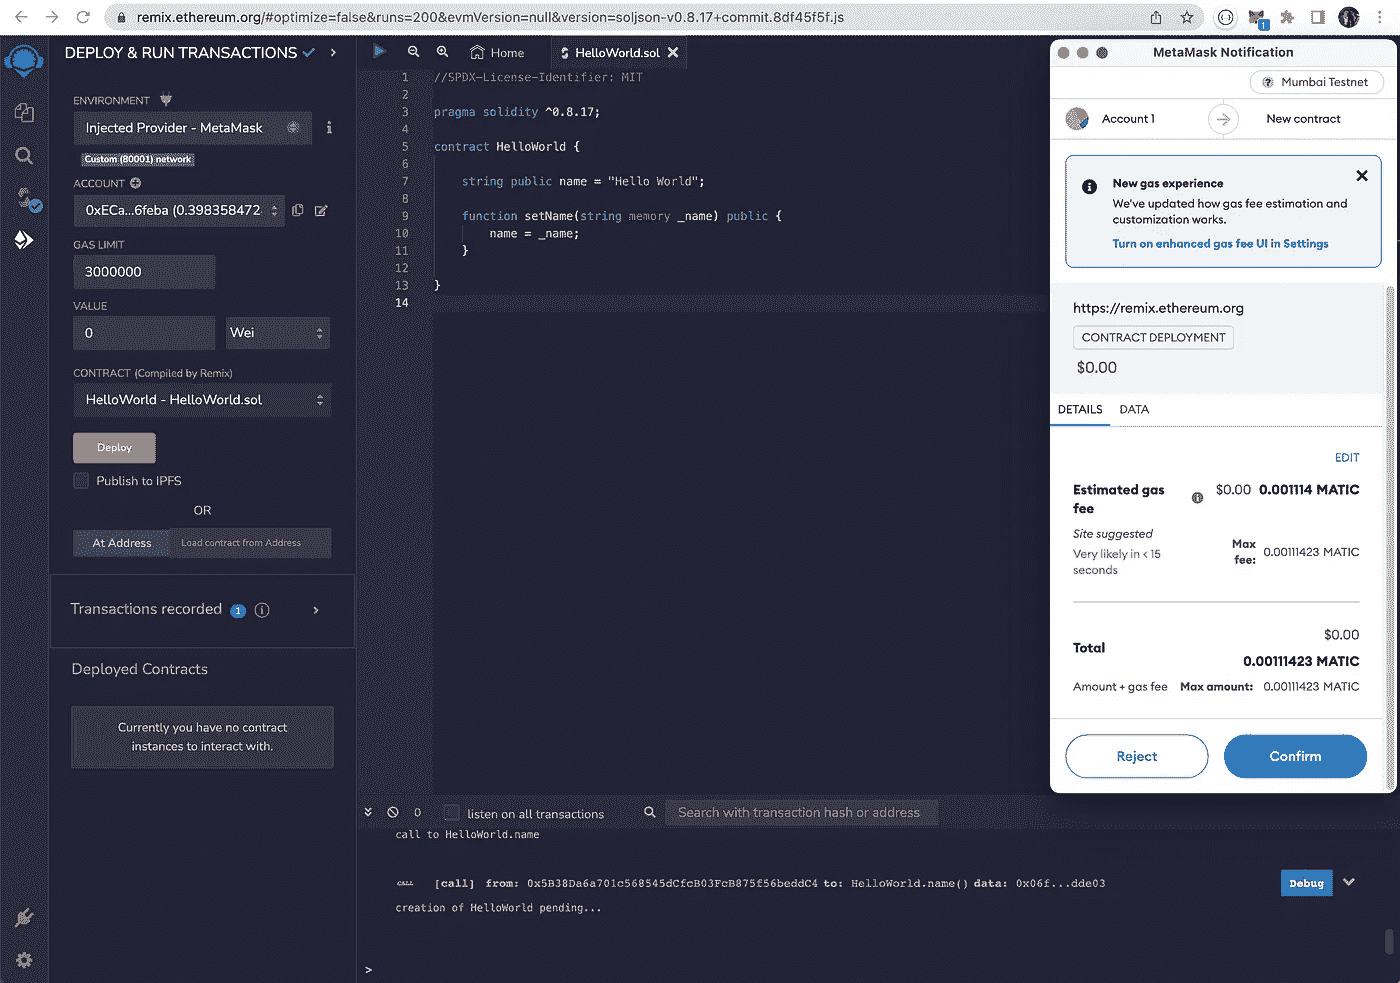 remix.ethereum.org/#optimize=false&runs=200&evmVersion=null&version=soljson-v0.8.17+commit.8df45f5f.js
1
DEPLOY & RUN TRANSACTIONS
ENVIRONMENT
Injected Provider - MetaMask
i
Custom (80001) network
ACCOUNT
0xECa...6feba (0.398358472
GAS LIMIT
3000000
VALUE
0
Wei
CONTRACT (Compiled by Remix)
HelloWorld - HelloWorld.sol
Deploy
Publish to IPFS
OR
At Address
Load contract from Address
Transactions recorded 1 i
Deployed Contracts
Currently you have no contract
instances to interact with.
Home
HelloWorld.sol
1 //SPDX-License-Identifier: MIT
2
3 pragma solidity ^0.8.17;
4
5 contract HelloWorld {
6
7 string public name = "Hello World";
8
9 function setName(string memory _name) public {
10 name = _name;
11 }
12
13 }
14
0
listen on all transactions
Search with transaction hash or address
call to HelloWorld.name
CALL [call] from: 0x5B38Da6a701c568545dCfcB03FcB875f56beddC4 to: HelloWorld.name() data: 0x06f...dde03
Debug
creation of HelloWorld pending...
>
MetaMask Notification
? Mumbai Testnet
Account 1
New contract
New gas experience
We've updated how gas fee estimation and
customization works.
Turn on enhanced gas fee UI in Settings
https://remix.ethereum.org
CONTRACT DEPLOYMENT
$0.00
DETAILS
DATA
EDIT
Estimated gas
fee
i
$0.00 0.001114 MATIC
Site suggested
Very likely in < 15
seconds
Max
fee:
0.00111423 MATIC
$0.00
Total
0.00111423 MATIC
Amount + gas fee Max amount: 0.00111423 MATIC
Reject
Confirm